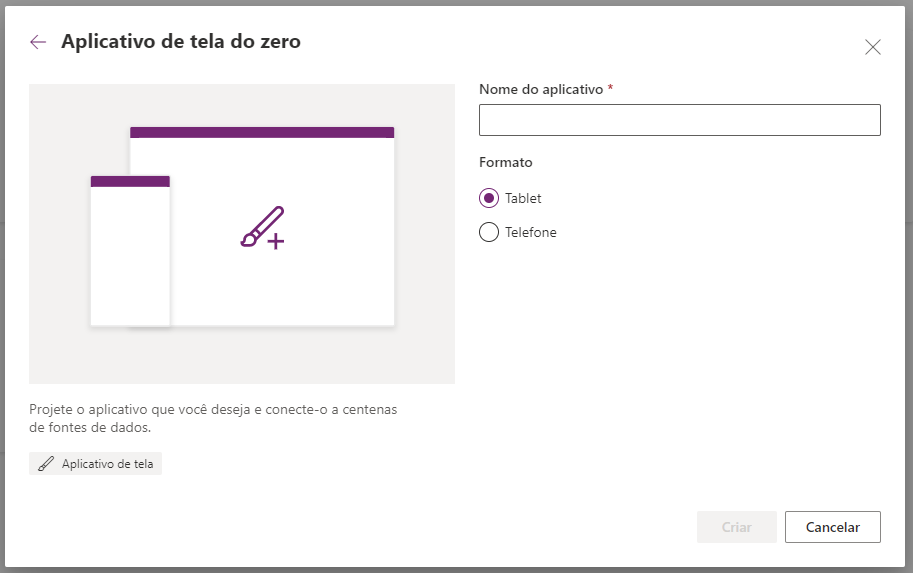 Aplicativo de tela do zero
Nome do aplicativo *
Formato
Tablet
Telefone
Projete o aplicativo que você deseja e conecte-o a centenas
de fontes de dados.
Aplicativo de tela
Criar
Cancelar